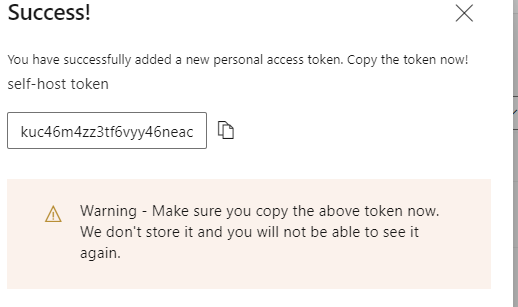 Success!
You have successfully added a new personal access token. Copy the token now!
self-host token
kuc46m4zz3tf6vyy46neac
Warning - Make sure you copy the above token now.
We don't store it and you will not be able to see it
again.